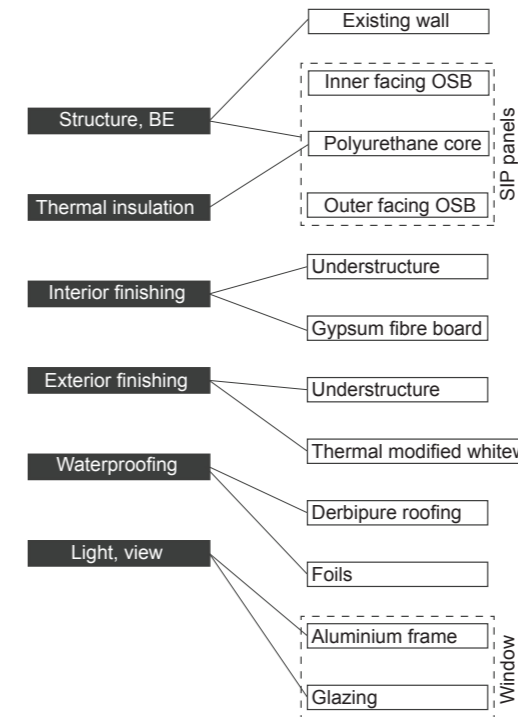 Existing wall
Inner facing OSB
Structure, BE
Polyurethane core
SIP panels
Thermal insulation
Outer facing OSB
Understructure
Interior finishing
Gypsum fibre board
Exterior finishing
Understructure
Thermal modified
Waterproofing
Derbipure roofing
Light, view
Foils
Aluminium frame
Window
Glazing